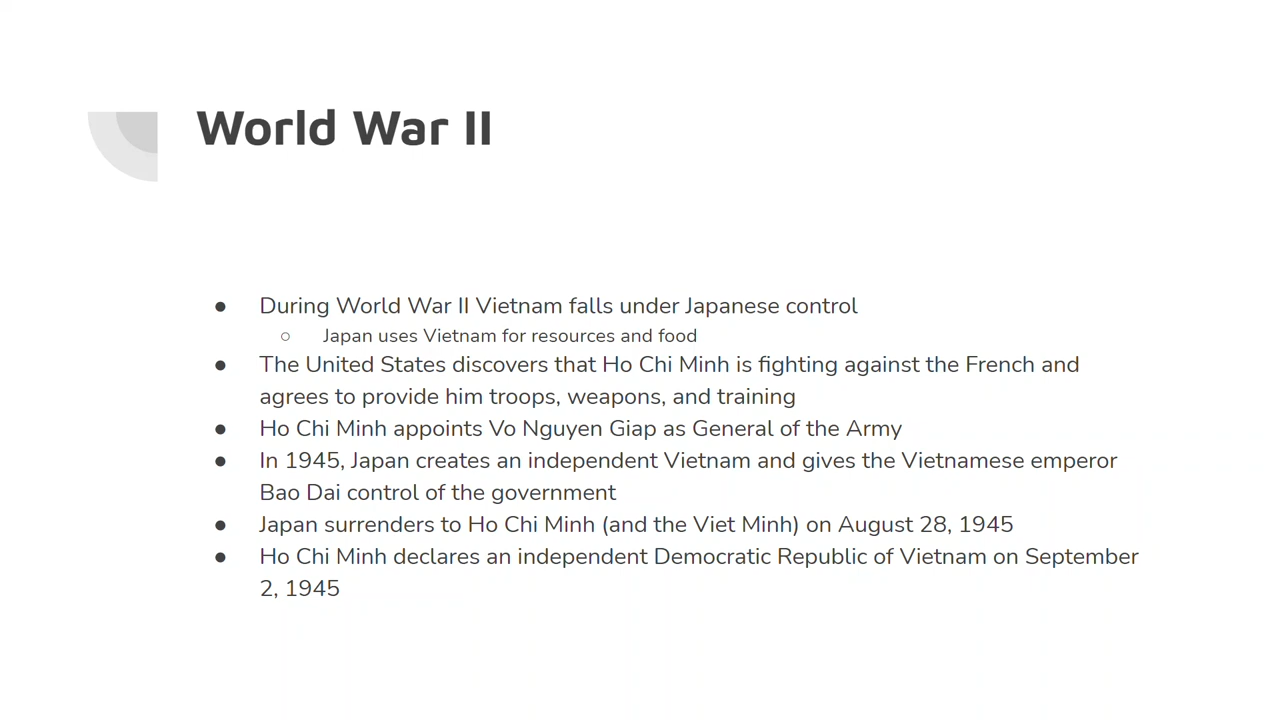 World War II
● During World War II Vietnam falls under Japanese control
○ Japan uses Vietnam for resources and food
● The United States discovers that Ho Chi Minh is fighting against the French and
agrees to provide him troops, weapons, and training
● Ho Chi Minh appoints Vo Nguyen Giap as General of the Army
● In 1945, Japan creates an independent Vietnam and gives the Vietnamese emperor
Bao Dai control of the government
● Japan surrenders to Ho Chi Minh (and the Viet Minh) on August 28, 1945
● Ho Chi Minh declares an independent Democratic Republic of Vietnam on September
2, 1945